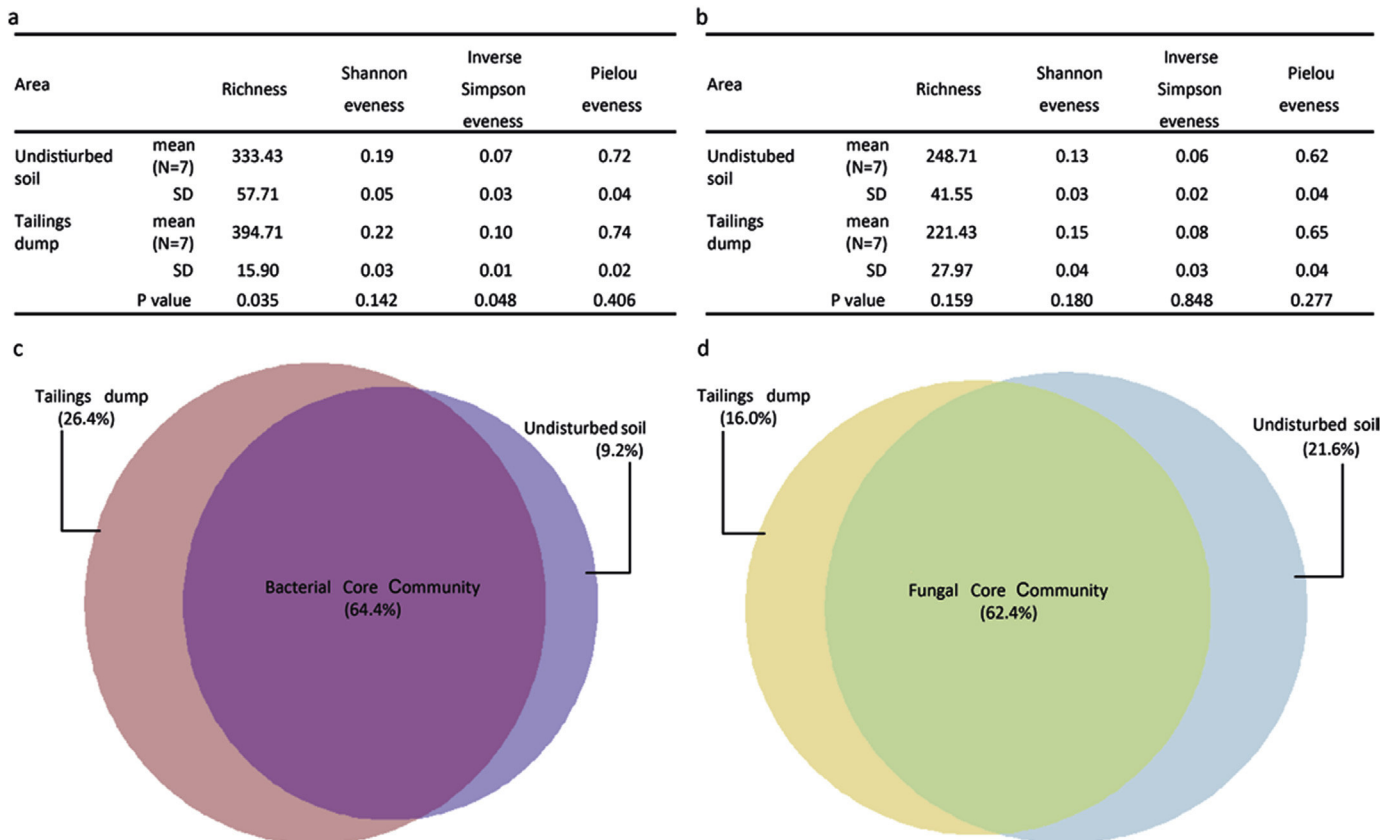 a
Area Richness Shannon eveness Inverse Simpson eveness Pielou eveness
Undistiurbed soil mean (N=7) 333.43 0.19 0.07 0.72
SD 57.71 0.05 0.03 0.04
Tailings dump mean (N=7) 394.71 0.22 0.10 0.74
SD 15.90 0.03 0.01 0.02
P value 0.035 0.142 0.048 0.406
b
Area Richness Shannon eveness Inverse Simpson eveness Pielou eveness
Undistubed soil mean (N=7) 248.71 0.13 0.06 0.62
SD 41.55 0.03 0.02 0.04
Tailings dump mean (N=7) 221.43 0.15 0.08 0.65
SD 27.97 0.04 0.03 0.04
P value 0.159 0.180 0.848 0.277
c
Tailings dump
(26.4%)
Undisturbed soil
(9.2%)
Bacterial Core Community
(64.4%)
d
Tailings dump
(16.0%)
Undisturbed soil
(21.6%)
Fungal Core Community
(62.4%)